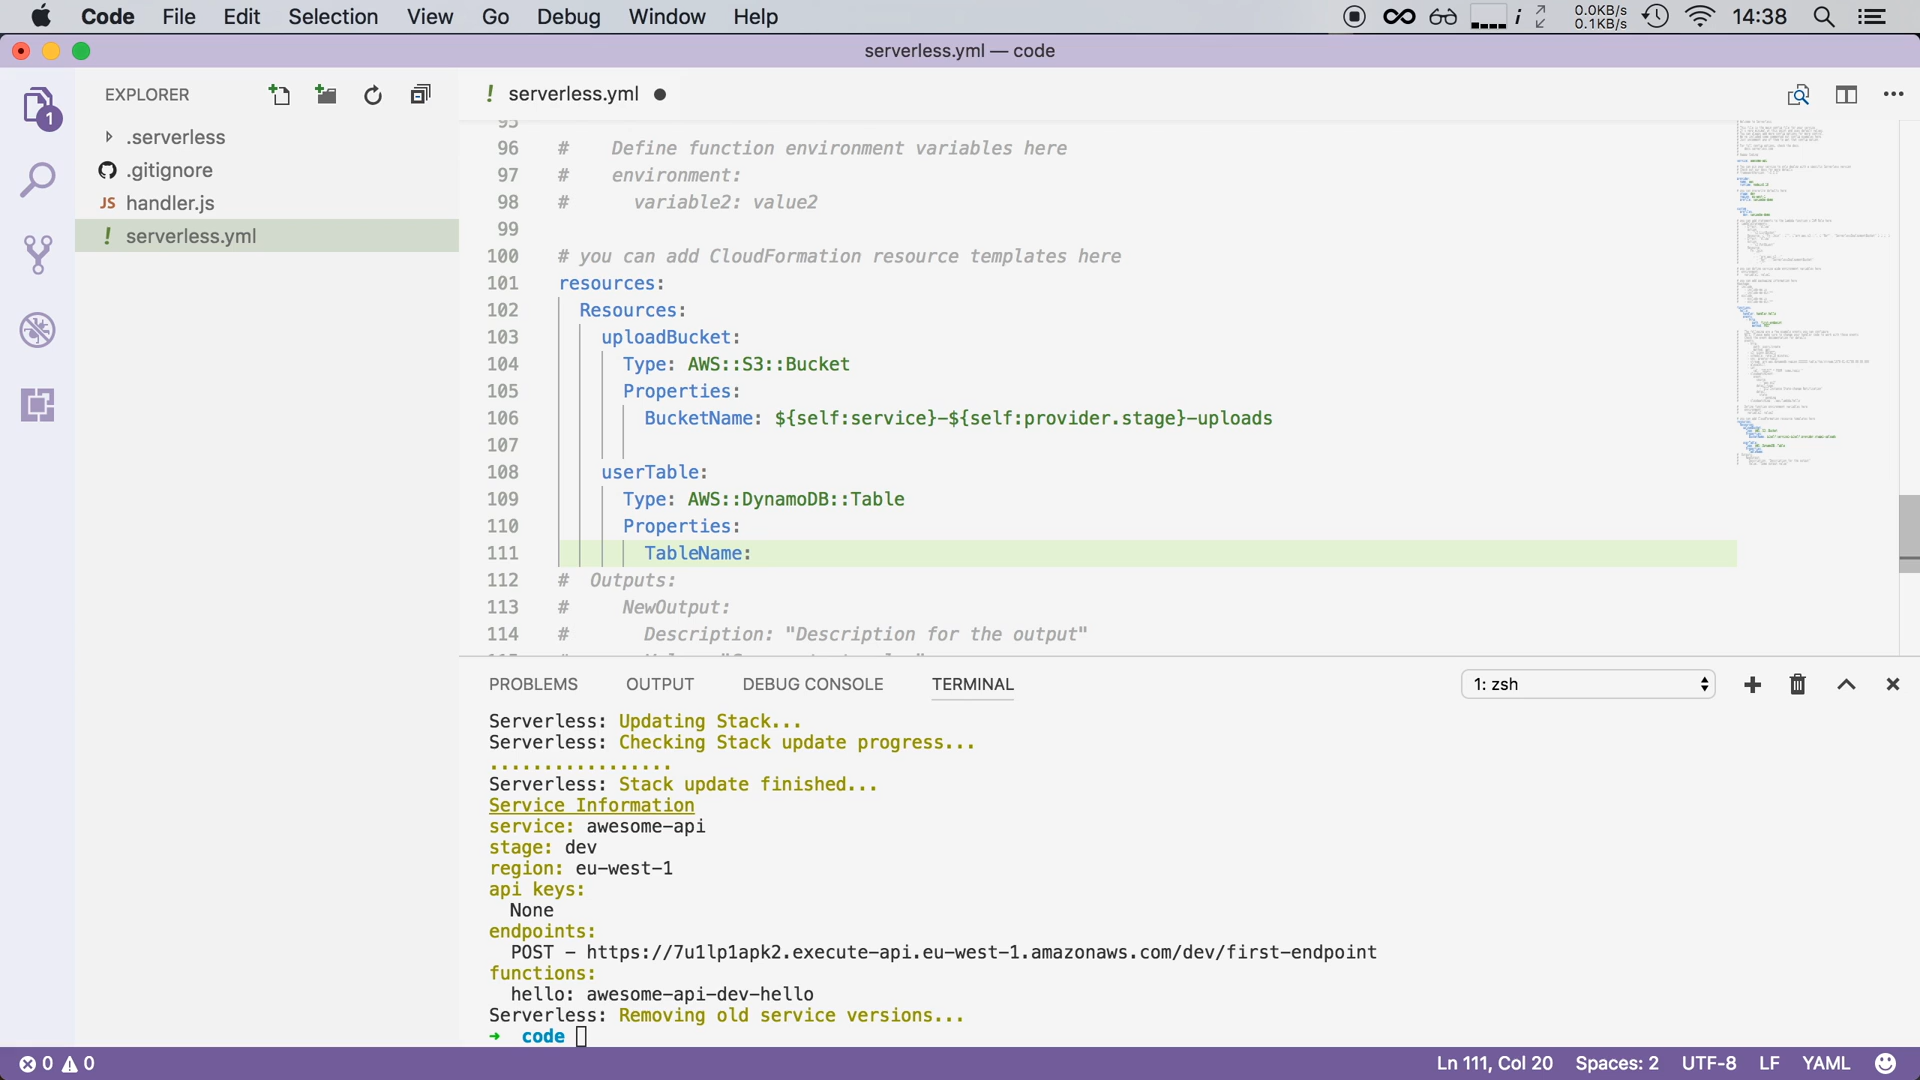 Code File Edit Selection View Go Debug Window Help
0.0KB/s
0.1KB/s
14:38
serverless.yml — code
EXPLORER
1
.serverless
.gitignore
JS handler.js
! serverless.yml
! serverless.yml
95
96 # Define function environment variables here
97 # environment:
98 # variable2: value2
99
100 # you can add CloudFormation resource templates here
101 resources:
102 Resources:
103 uploadBucket:
104 Type: AWS::S3::Bucket
105 Properties:
106 BucketName: ${self:service}-${self:provider.stage}-uploads
107
108 userTable:
109 Type: AWS::DynamoDB::Table
110 Properties:
111 TableName:
112 # Outputs:
113 # NewOutput:
114 # Description: "Description for the output"
PROBLEMS OUTPUT DEBUG CONSOLE TERMINAL
1: zsh
Serverless: Updating Stack...
Serverless: Checking Stack update progress...
.................
Serverless: Stack update finished...
Service Information
service: awesome-api
stage: dev
region: eu-west-1
api keys:
None
endpoints:
POST - https://7u1lp1apk2.execute-api.eu-west-1.amazonaws.com/dev/first-endpoint
functions:
hello: awesome-api-dev-hello
Serverless: Removing old service versions...
→ code
0 0
Ln 111, Col 20 Spaces: 2 UTF-8 LF YAML